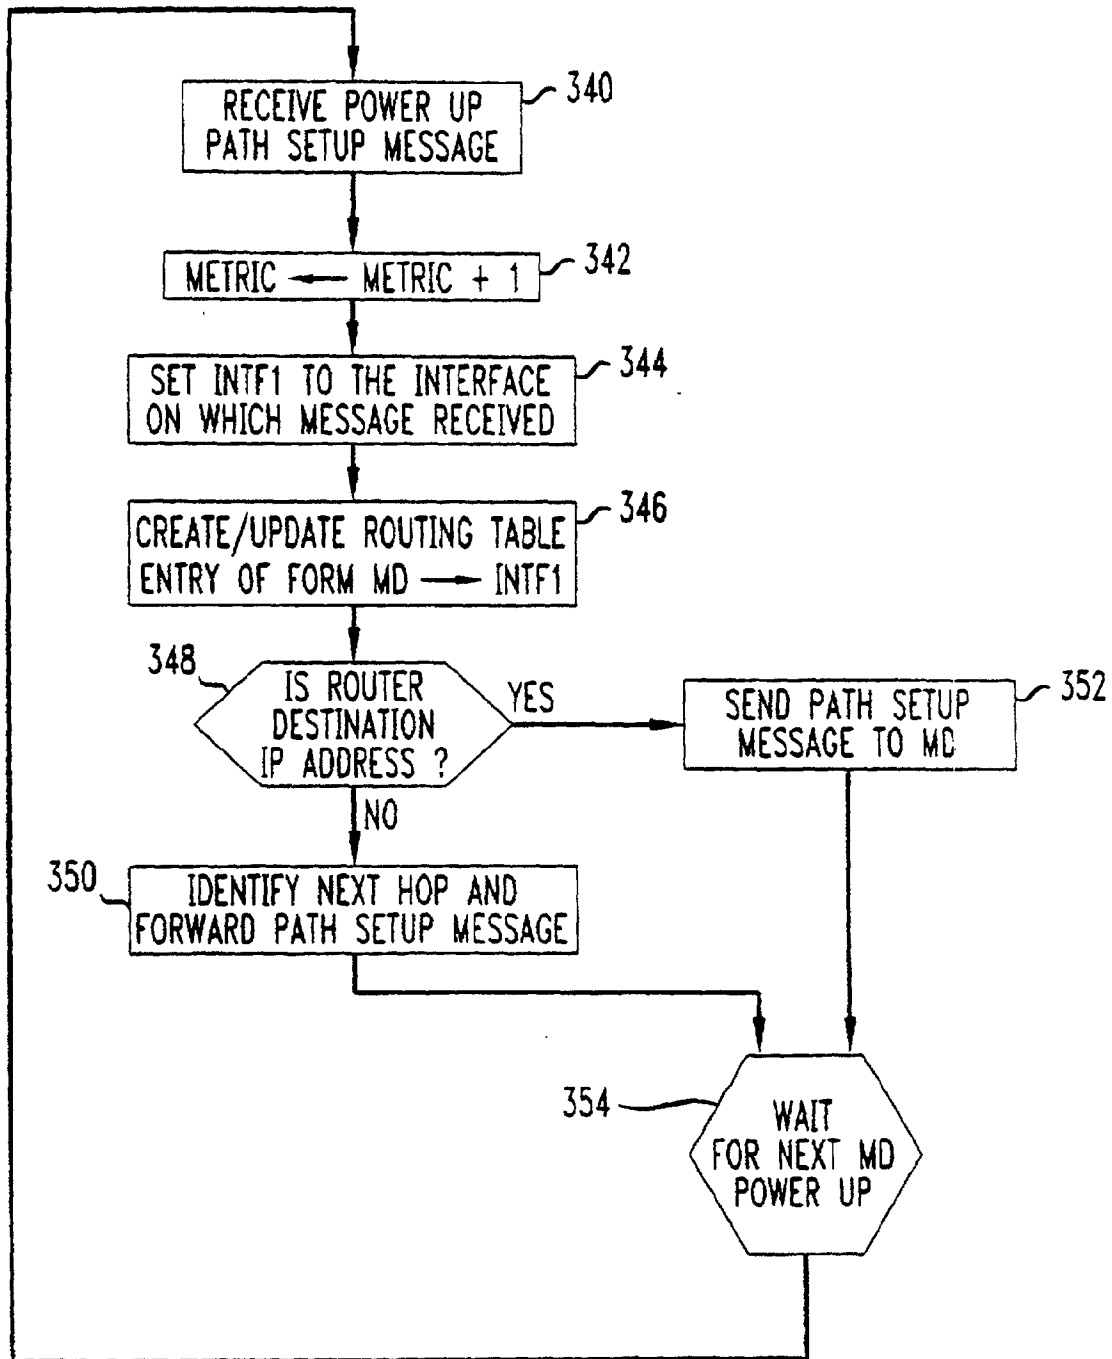 RECEIVE POWER UP
PATH SETUP MESSAGE
340
METRIC ← METRIC + 1
342
SET INTF1 TO THE INTERFACE
ON WHICH MESSAGE RECEIVED
344
CREATE/UPDATE ROUTING TABLE
ENTRY OF FORM MD → INTF1
346
348
IS ROUTER
DESTINATION
IP ADDRESS ?
YES
NO
SEND PATH SETUP
MESSAGE TO MD
352
350
IDENTIFY NEXT HOP AND
FORWARD PATH SETUP MESSAGE
354
WAIT
FOR NEXT MD
POWER UP